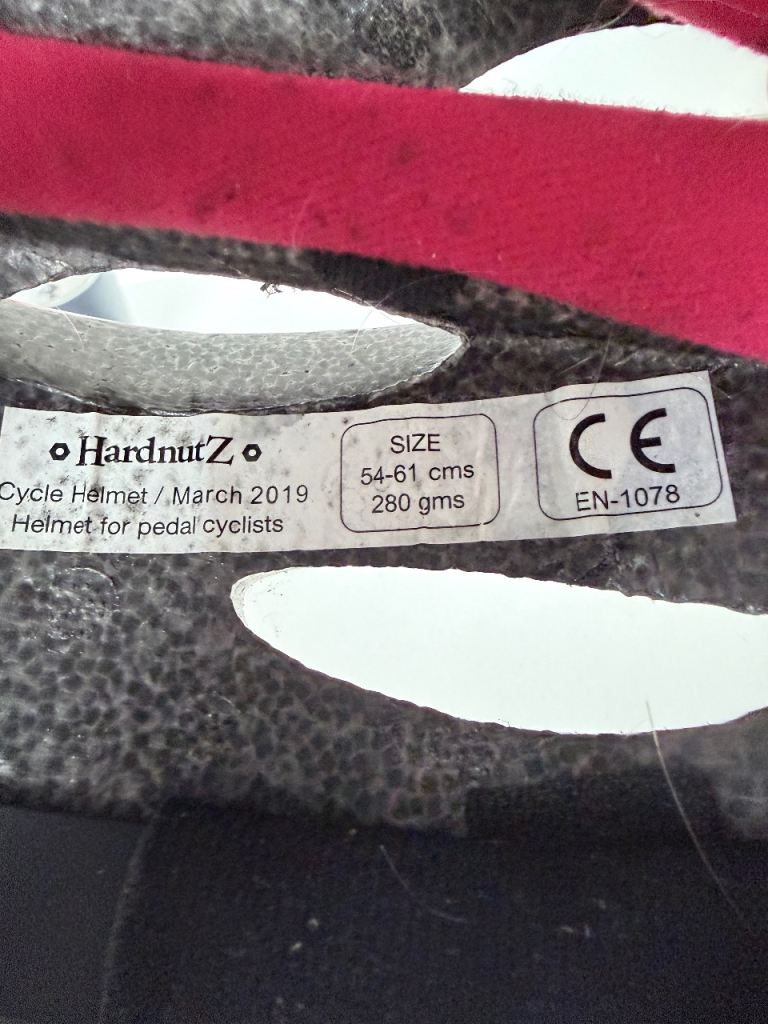 HardnutZ
Cycle Helmet / March 2019
Helmet for pedal cyclists
SIZE
54-61 cms
280 gms
CE
EN-1078